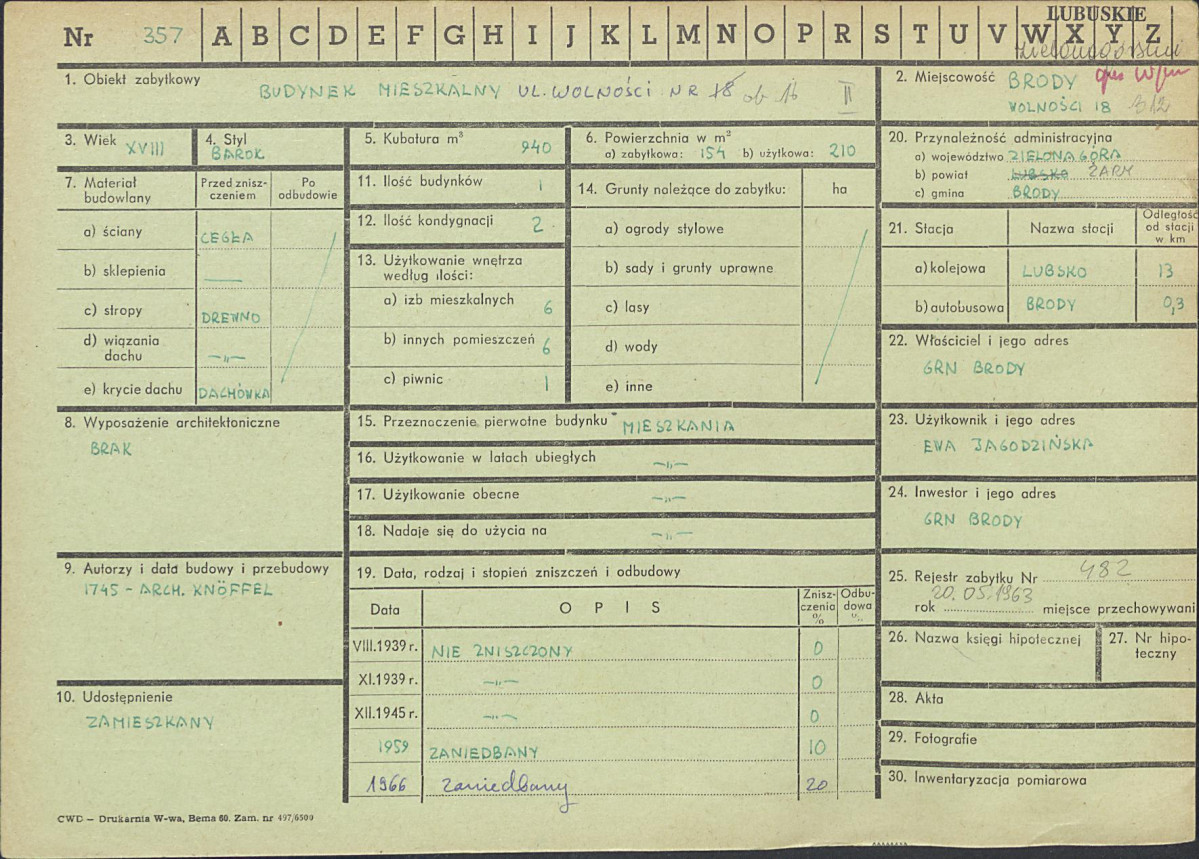 LUBUSKIE
Nr 357 A B C D E F G H I J K L M N O P R S T U V W X Y Z
1. Obiekt zabytkowy
BUDYNEK MIESZKALNY UL. WOLNOŚCI NR 18 ob 16 II
2. Miejscowość BRODY
WOLNOŚCI 18
3. Wiek XVIII
4. Styl
BAROK
5. Kubatura m³
940
6. Powierzchnia w m²
a) zabytkowa: 154 b) użytkowa: 210
20. Przynależność administracyjna
a) województwo ZIELONA GÓRA
b) powiat LUBSKO ŻARY
c) gmina BRODY
7. Materiał budowlany
Przed zniszczeniem
Po odbudowie
a) ściany CEGŁA
b) sklepienia —
c) stropy DREWNO
d) wiązania dachu —„—
e) krycie dachu DACHÓWKA
11. Ilość budynków 1
12. Ilość kondygnacji 2
13. Użytkowanie wnętrza
według ilości:
a) izb mieszkalnych 6
b) innych pomieszczeń 6
c) piwnic 1
14. Grunty należące do zabytku: ha
a) ogrody stylowe
b) sady i grunty uprawne
c) lasy
d) wody
e) inne
21. Stacja Nazwa stacji Odległość od stacji w km
a) kolejowa LUBSKO 13
b) autobusowa BRODY 0,3
22. Właściciel i jego adres
GRN BRODY
8. Wyposażenie architektoniczne
BRAK
15. Przeznaczenie pierwotne budynku MIESZKANIA
16. Użytkowanie w latach ubiegłych —„—
17. Użytkowanie obecne —„—
18. Nadaje się do użycia na —„—
23. Użytkownik i jego adres
EWA JAGODZIŃSKA
24. Inwestor i jego adres
GRN BRODY
9. Autorzy i data budowy i przebudowy
1745 - ARCH. KNÖFFEL
10. Udostępnienie
ZAMIESZKANY
19. Data, rodzaj i stopień zniszczeń i odbudowy
Data OPIS Zniszczenia % Odbudowa %
VIII.1939 r. NIE ZNISZCZONY 0
XI.1939 r. —„— 0
XII.1945 r. —„— 0
1959 ZANIEDBANY 10
1966 Zaniedbany 20
25. Rejestr zabytku Nr 482
20.05.1963
rok miejsce przechowywani
26. Nazwa księgi hipotecznej
27. Nr hipoteczny
28. Akta
29. Fotografie
30. Inwentaryzacja pomiarowa
CWD — Drukarnia W-wa, Bema 60. Zam. nr 497/6500